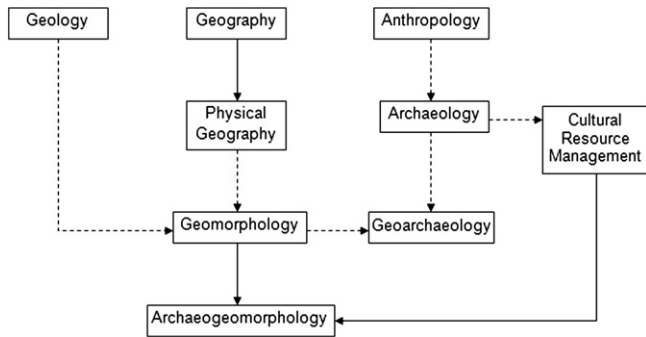 Geology
Geography
Anthropology
Physical
Geography
Archaeology
Cultural
Resource
Management
Geomorphology
Geoarchaeology
Archaeogeomorphology